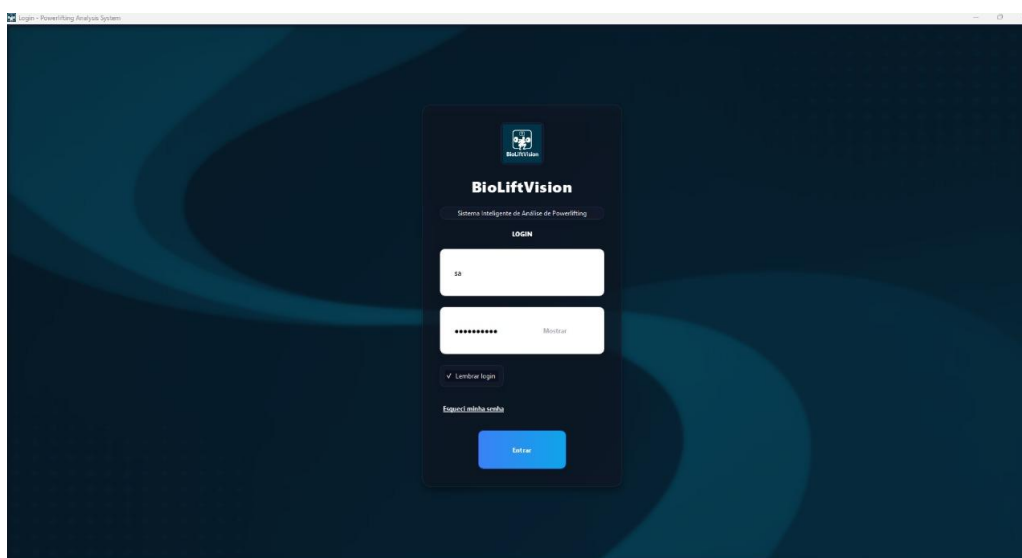 Login - Powerlifting Analysis System
BioLiftVision
BioLiftVision
Sistema Inteligente de Análise de Powerlifting
LOGIN
sa
Mostrar
✓ Lembrar login
Esqueci minha senha
Entrar